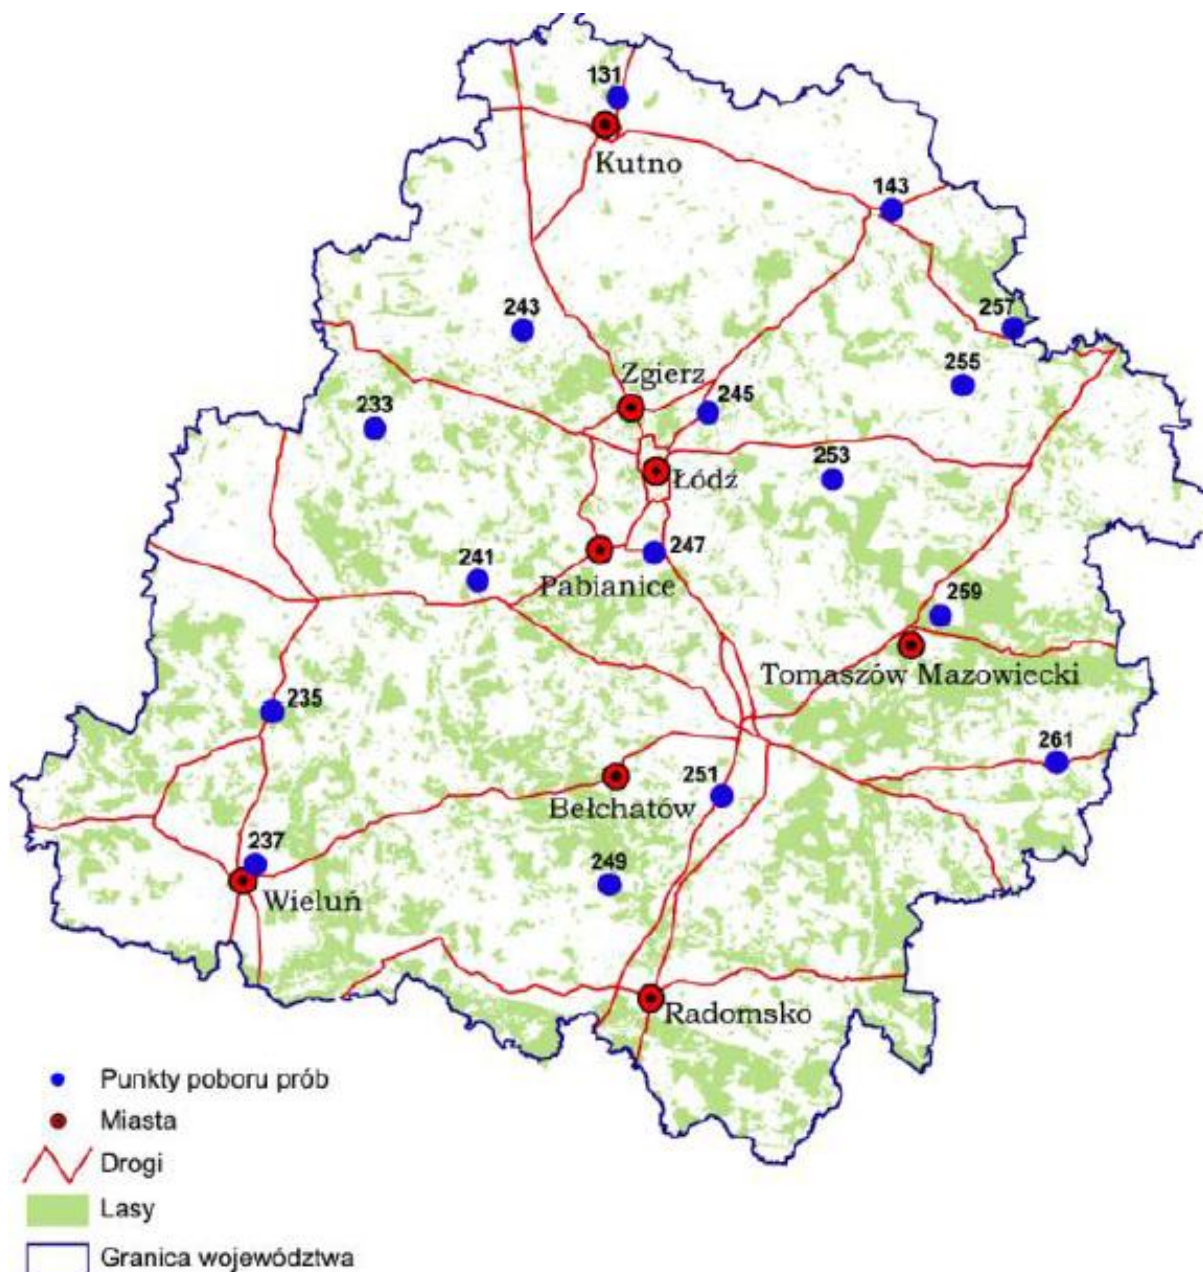 131
Kutno
143
243
257
Zgierz
255
233
245
253
Łódź
247
241
Pabianice
259
Tomaszów Mazowiecki
235
261
251
Bełchatów
237
249
Wieluń
Radomsko
Punkty poboru prób
Miasta
Drogi
Lasy
Granica województwa